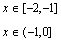 x ∈ [-2, -1]
x ∈ (-1, 0]